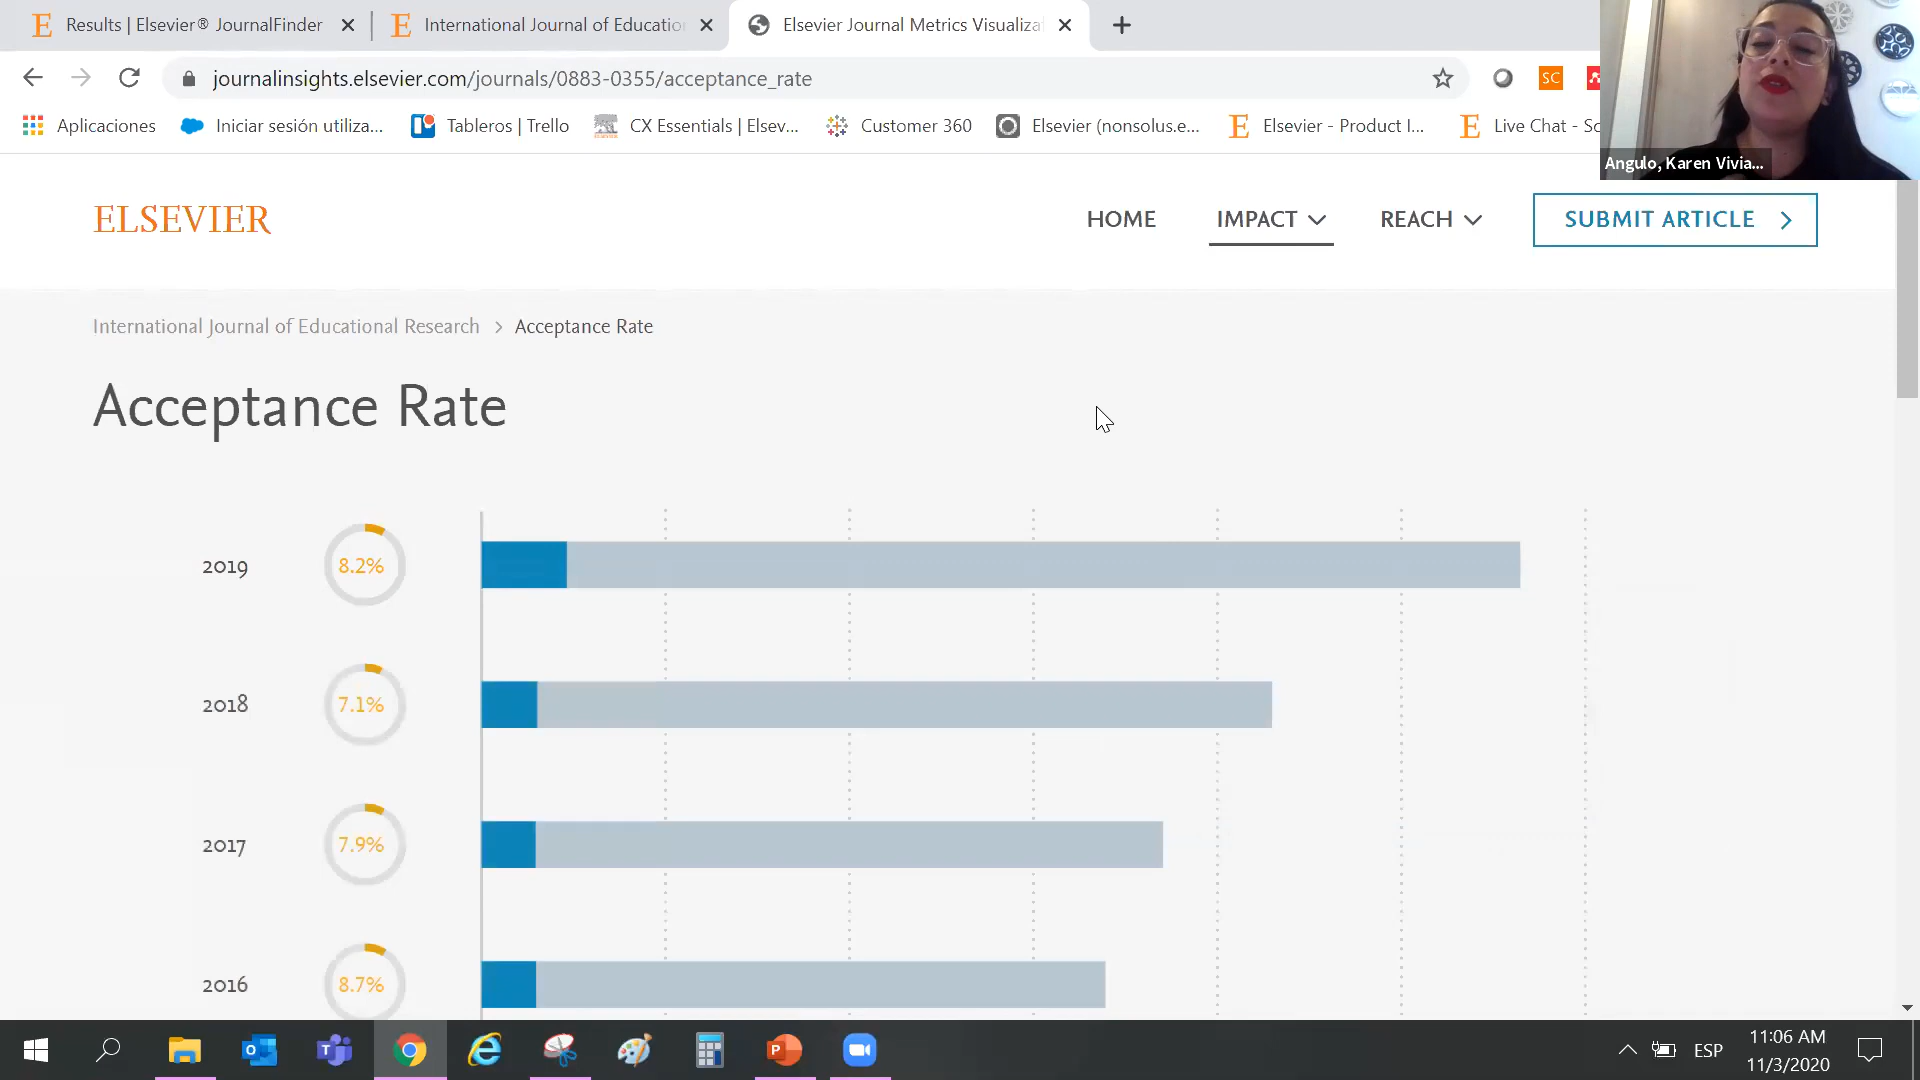 Results | Elsevier® JournalFinder
International Journal of Educatio
Elsevier Journal Metrics Visualiza
journalinsights.elsevier.com/journals/0883-0355/acceptance_rate
SC
Aplicaciones
Iniciar sesión utiliza...
Tableros | Trello
CX Essentials | Elsev...
Customer 360
Elsevier (nonsolus.e...
Elsevier - Product I...
Live Chat - Sc
Angulo, Karen Vivia...
ELSEVIER
HOME
IMPACT
REACH
SUBMIT ARTICLE
International Journal of Educational Research > Acceptance Rate
Acceptance Rate
2019 8.2%
2018 7.1%
2017 7.9%
2016 8.7%
ESP
11:06 AM
11/3/2020